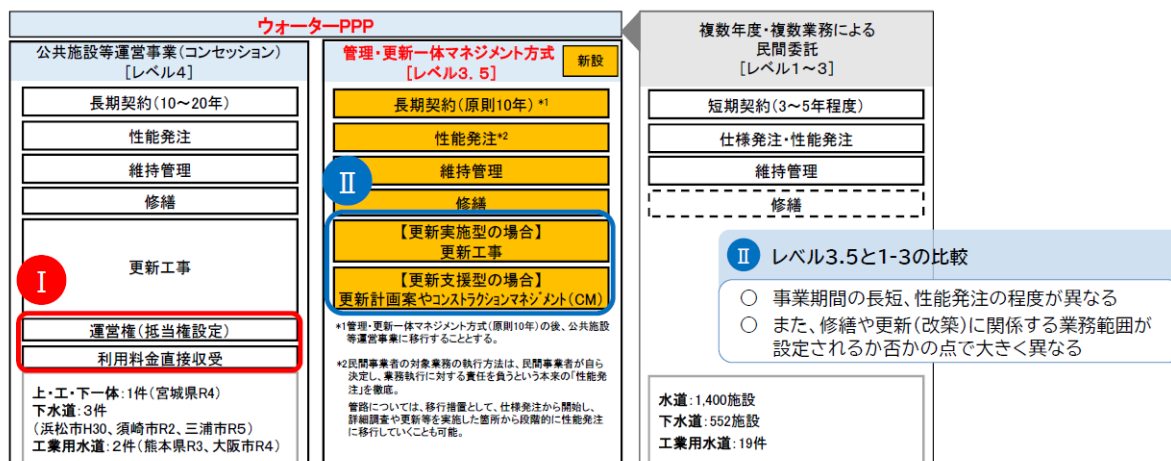 ウォーターPPP
公共施設等運営事業(コンセッション)
[レベル4]
長期契約(10～20年)
性能発注
維持管理
修繕
更新工事
Ⅰ
運営権(抵当権設定)
利用料金直接収受
上・工・下一体:1件(宮城県R4)
下水道:3件
(浜松市H30、須崎市R2、三浦市R5)
工業用水道:2件(熊本県R3、大阪市R4)
管理・更新一体マネジメント方式
[レベル3.5]
新設
長期契約(原則10年) *1
性能発注*2
維持管理
Ⅱ
修繕
【更新実施型の場合】
更新工事
【更新支援型の場合】
更新計画案やコンストラクションマネジメント(CM)
*1管理・更新一体マネジメント方式(原則10年)の後、公共施設
等運営事業に移行することとする。
*2民間事業者の対象業務の執行方法は、民間事業者が自ら
決定し、業務執行に対する責任を負うという本来の「性能発
注」を徹底。
管路については、移行措置として、仕様発注から開始し、
詳細調査や更新等を実施した箇所から段階的に性能発注
に移行していくことも可能。
複数年度・複数業務による
民間委託
[レベル1～3]
短期契約(3～5年程度)
仕様発注・性能発注
維持管理
修繕
Ⅱ レベル3.5と1-3の比較
○ 事業期間の長短、性能発注の程度が異なる
○ また、修繕や更新(改築)に関係する業務範囲が
設定されるか否かの点で大きく異なる
水道:1,400施設
下水道:552施設
工業用水道:19件